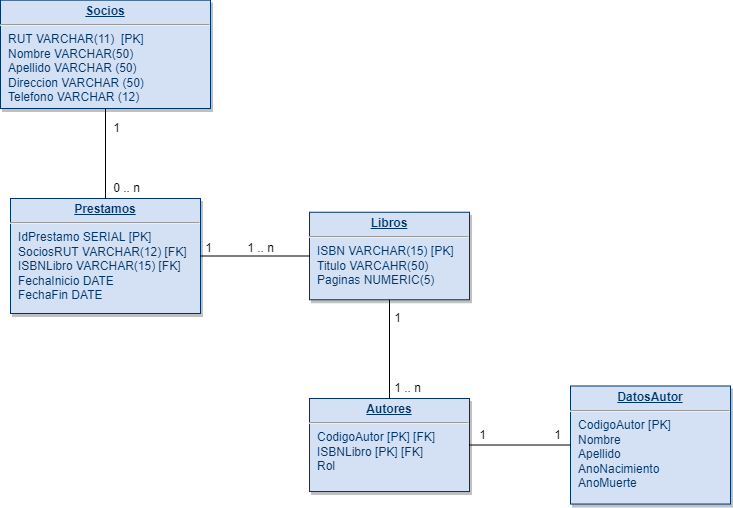 Socios
RUT VARCHAR(11) [PK]
Nombre VARCHAR(50)
Apellido VARCHAR (50)
Direccion VARCHAR (50)
Telefono VARCHAR (12)
1
0 .. n
Prestamos
IdPrestamo SERIAL [PK]
SociosRUT VARCHAR(12) [FK]
ISBNLibro VARCHAR(15) [FK]
FechaInicio DATE
FechaFin DATE
1
1 .. n
Libros
ISBN VARCHAR(15) [PK]
Titulo VARCAHR(50)
Paginas NUMERIC(5)
1
1 .. n
Autores
CodigoAutor [PK] [FK]
ISBNLibro [PK] [FK]
Rol
1
1
DatosAutor
CodigoAutor [PK]
Nombre
Apellido
AnoNacimiento
AnoMuerte